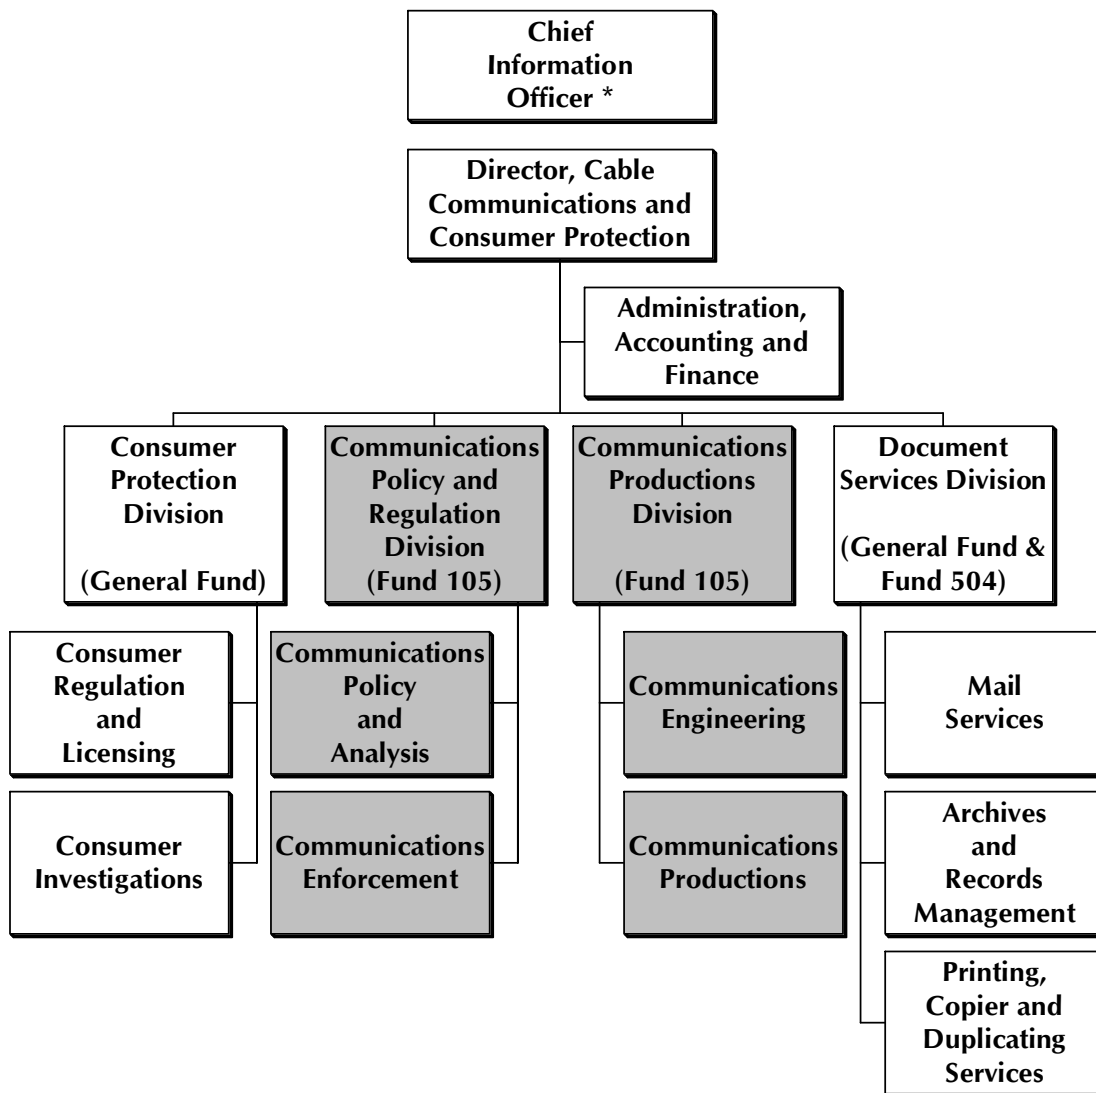 Chief
Information
Officer *
Director, Cable
Communications and
Consumer Protection
Administration,
Accounting and
Finance
Consumer
Protection
Division
(General Fund)
Communications
Policy and
Regulation
Division
(Fund 105)
Communications
Productions
Division
(Fund 105)
Document
Services Division
(General Fund &
Fund 504)
Consumer
Regulation
and
Licensing
Communications
Policy
and
Analysis
Communications
Engineering
Mail
Services
Consumer
Investigations
Communications
Enforcement
Communications
Productions
Archives
and
Records
Management
Printing,
Copier and
Duplicating
Services